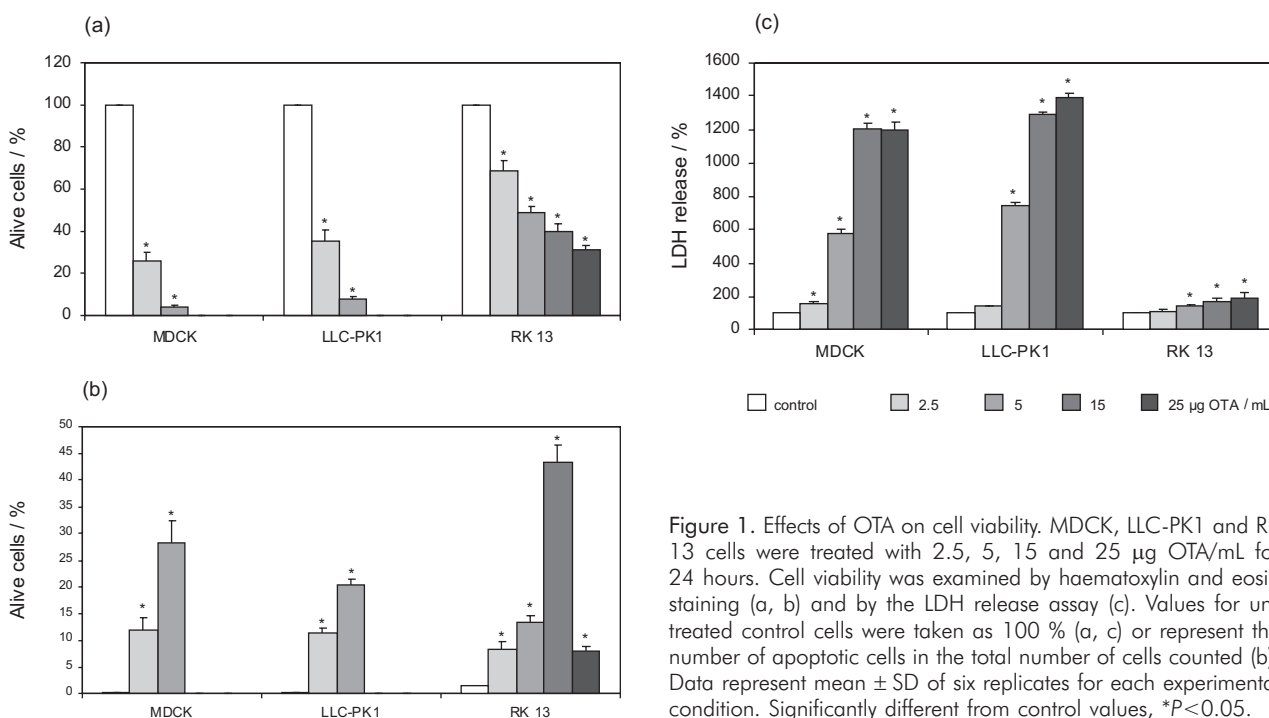 (a)
120
100
80
60
40
20
0
Alive cells / %
*
*
*
*
*
*
*
*
MDCK
LLC-PK1
RK 13
(b)
50
45
40
35
30
25
20
15
10
5
0
Alive cells / %
*
*
*
*
*
*
*
*
MDCK
LLC-PK1
RK 13
(c)
1600
1400
1200
1000
800
600
400
200
0
LDH release / %
*
*
*
*
*
*
*
*
*
*
MDCK
LLC-PK1
RK 13
control 2.5 5 15 25 µg OTA / mL
Figure 1. Effects of OTA on cell viability. MDCK, LLC-PK1 and R
13 cells were treated with 2.5, 5, 15 and 25 µg OTA/mL fo
24 hours. Cell viability was examined by haematoxylin and eosi
staining (a, b) and by the LDH release assay (c). Values for un
treated control cells were taken as 100 % (a, c) or represent th
number of apoptotic cells in the total number of cells counted (b)
Data represent mean ± SD of six replicates for each experimenta
condition. Significantly different from control values, *P<0.05.